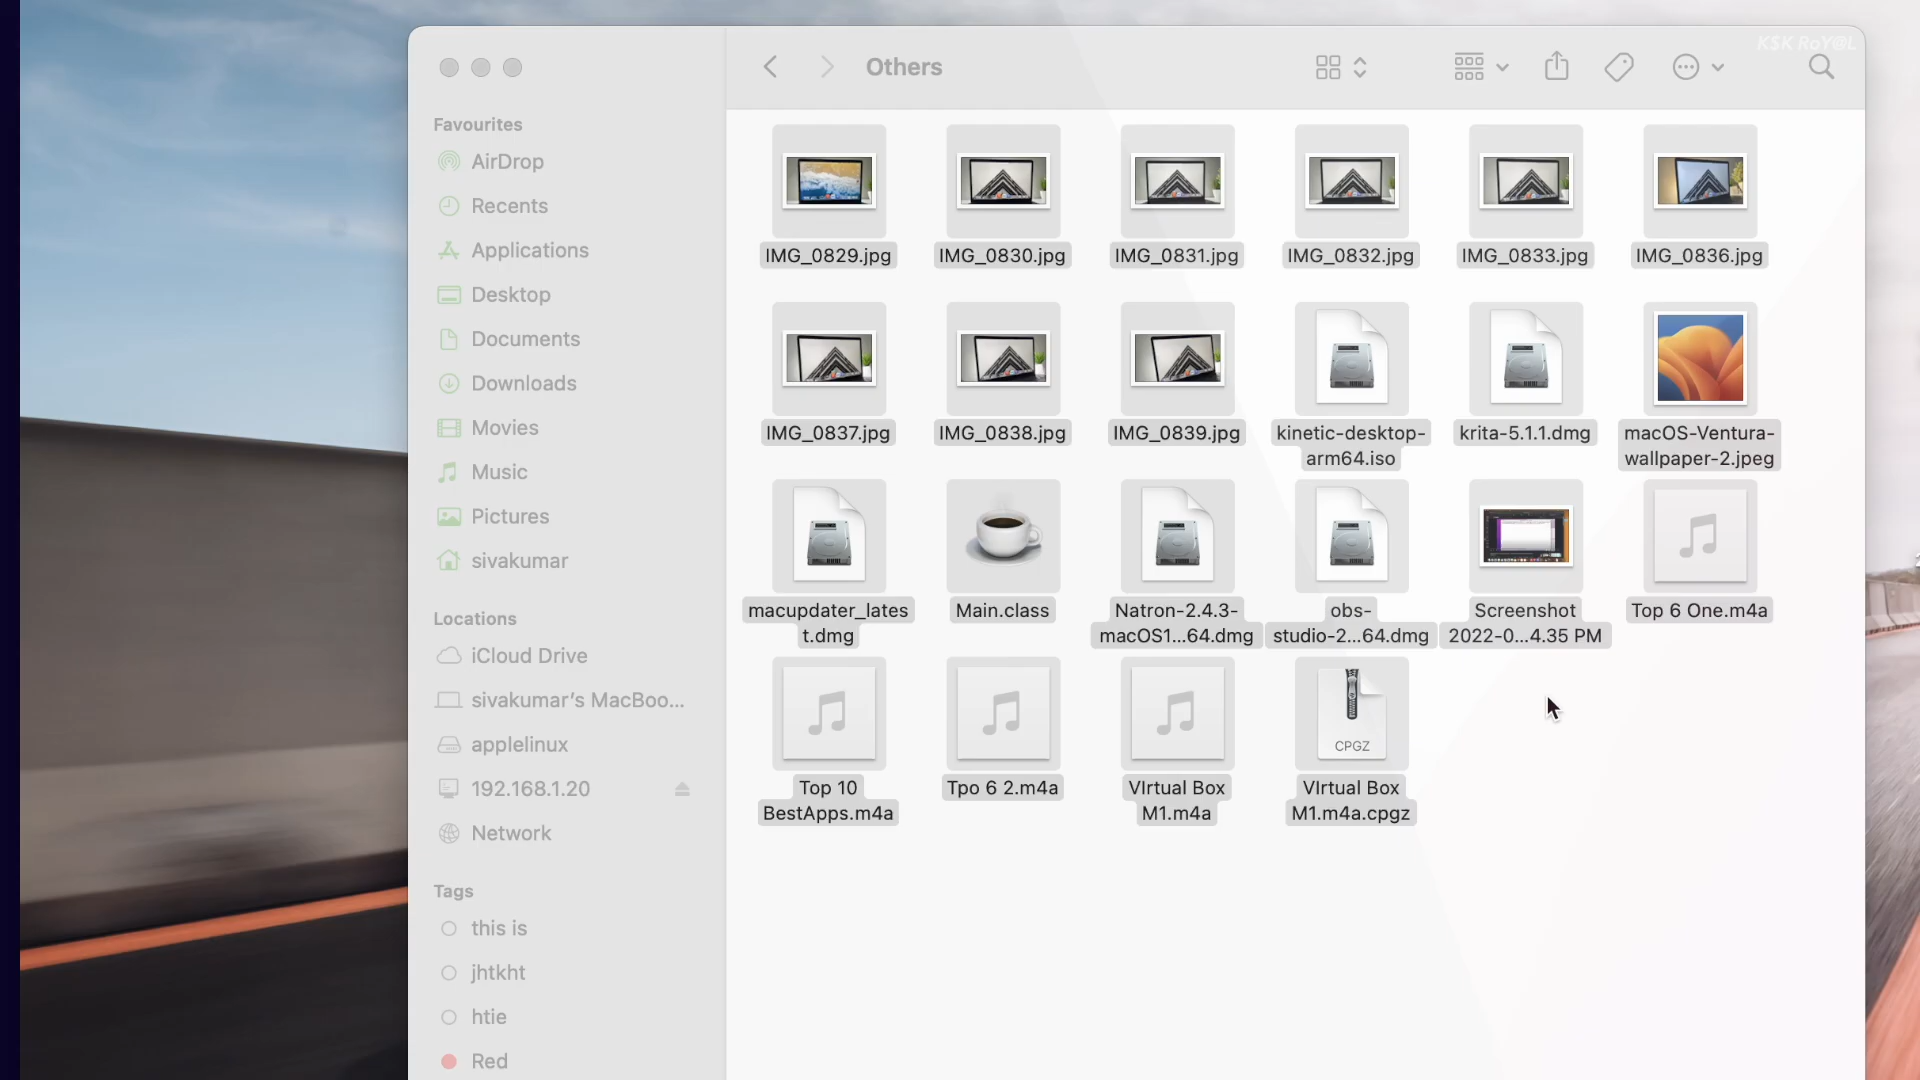 K$K RoY@L
Others
Favourites
AirDrop
Recents
Applications
Desktop
Documents
Downloads
Movies
Music
Pictures
sivakumar
Locations
iCloud Drive
sivakumar’s MacBoo...
applelinux
192.168.1.20
Network
Tags
this is
jhtkht
htie
Red
IMG_0829.jpg
IMG_0830.jpg
IMG_0831.jpg
IMG_0832.jpg
IMG_0833.jpg
IMG_0836.jpg
IMG_0837.jpg
IMG_0838.jpg
IMG_0839.jpg
kinetic-desktop-
arm64.iso
krita-5.1.1.dmg
macOS-Ventura-
wallpaper-2.jpeg
macupdater_lates
t.dmg
Main.class
Natron-2.4.3-
macOS1...64.dmg
obs-
studio-2...64.dmg
Screenshot
2022-0...4.35 PM
Top 6 One.m4a
Top 10
BestApps.m4a
Tpo 6 2.m4a
VIrtual Box
M1.m4a
CPGZ
VIrtual Box
M1.m4a.cpgz